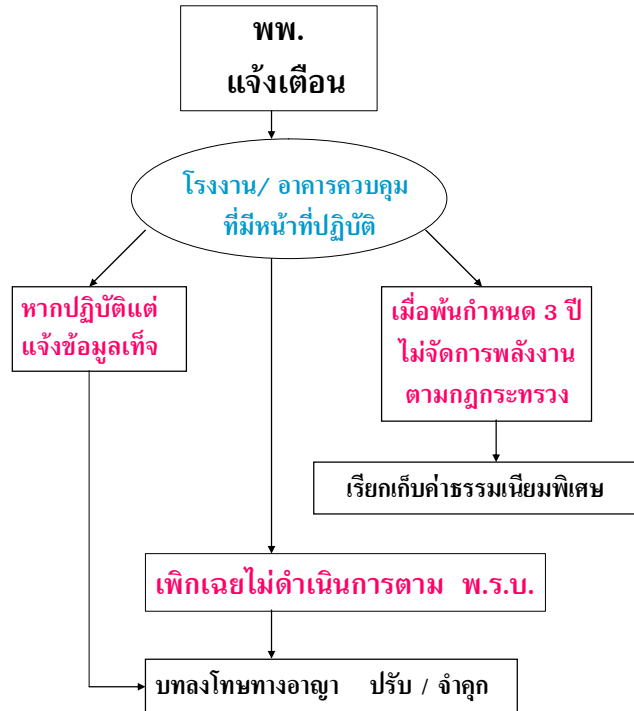 พพ.
แจ้งเตือน
โรงงาน/ อาคารควบคุม
ที่มีหน้าที่ปฏิบัติ
หากปฏิบัติแต่
แจ้งข้อมูลเท็จ
เมื่อพ้นกำหนด 3 ปี
ไม่จัดการพลังงาน
ตามกฎกระทรวง
เรียกเก็บค่าธรรมเนียมพิเศษ
เพิกเฉยไม่ดำเนินการตาม พ.ร.บ.
บทลงโทษทางอาญา ปรับ / จำคุก